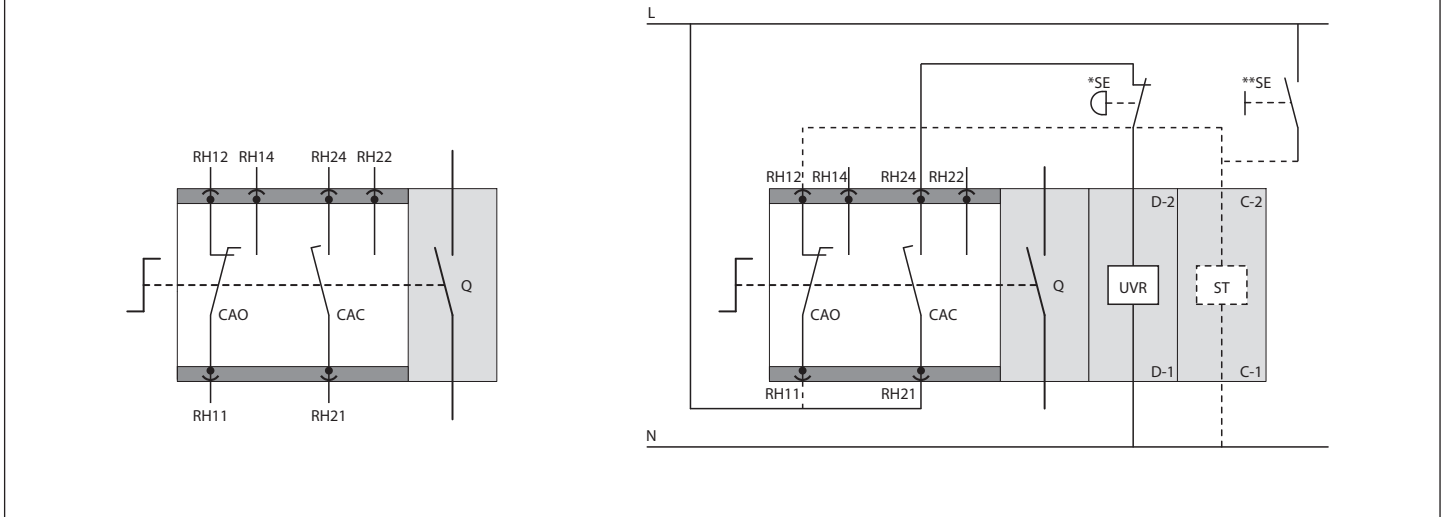 RH12 RH14 RH24 RH22
Q
CAO CAC
RH11 RH21
L
*SE **SE
RH12 RH14 RH24 RH22
D-2 C-2
Q UVR ST
CAO CAC
D-1 C-1
RH11 RH21
N